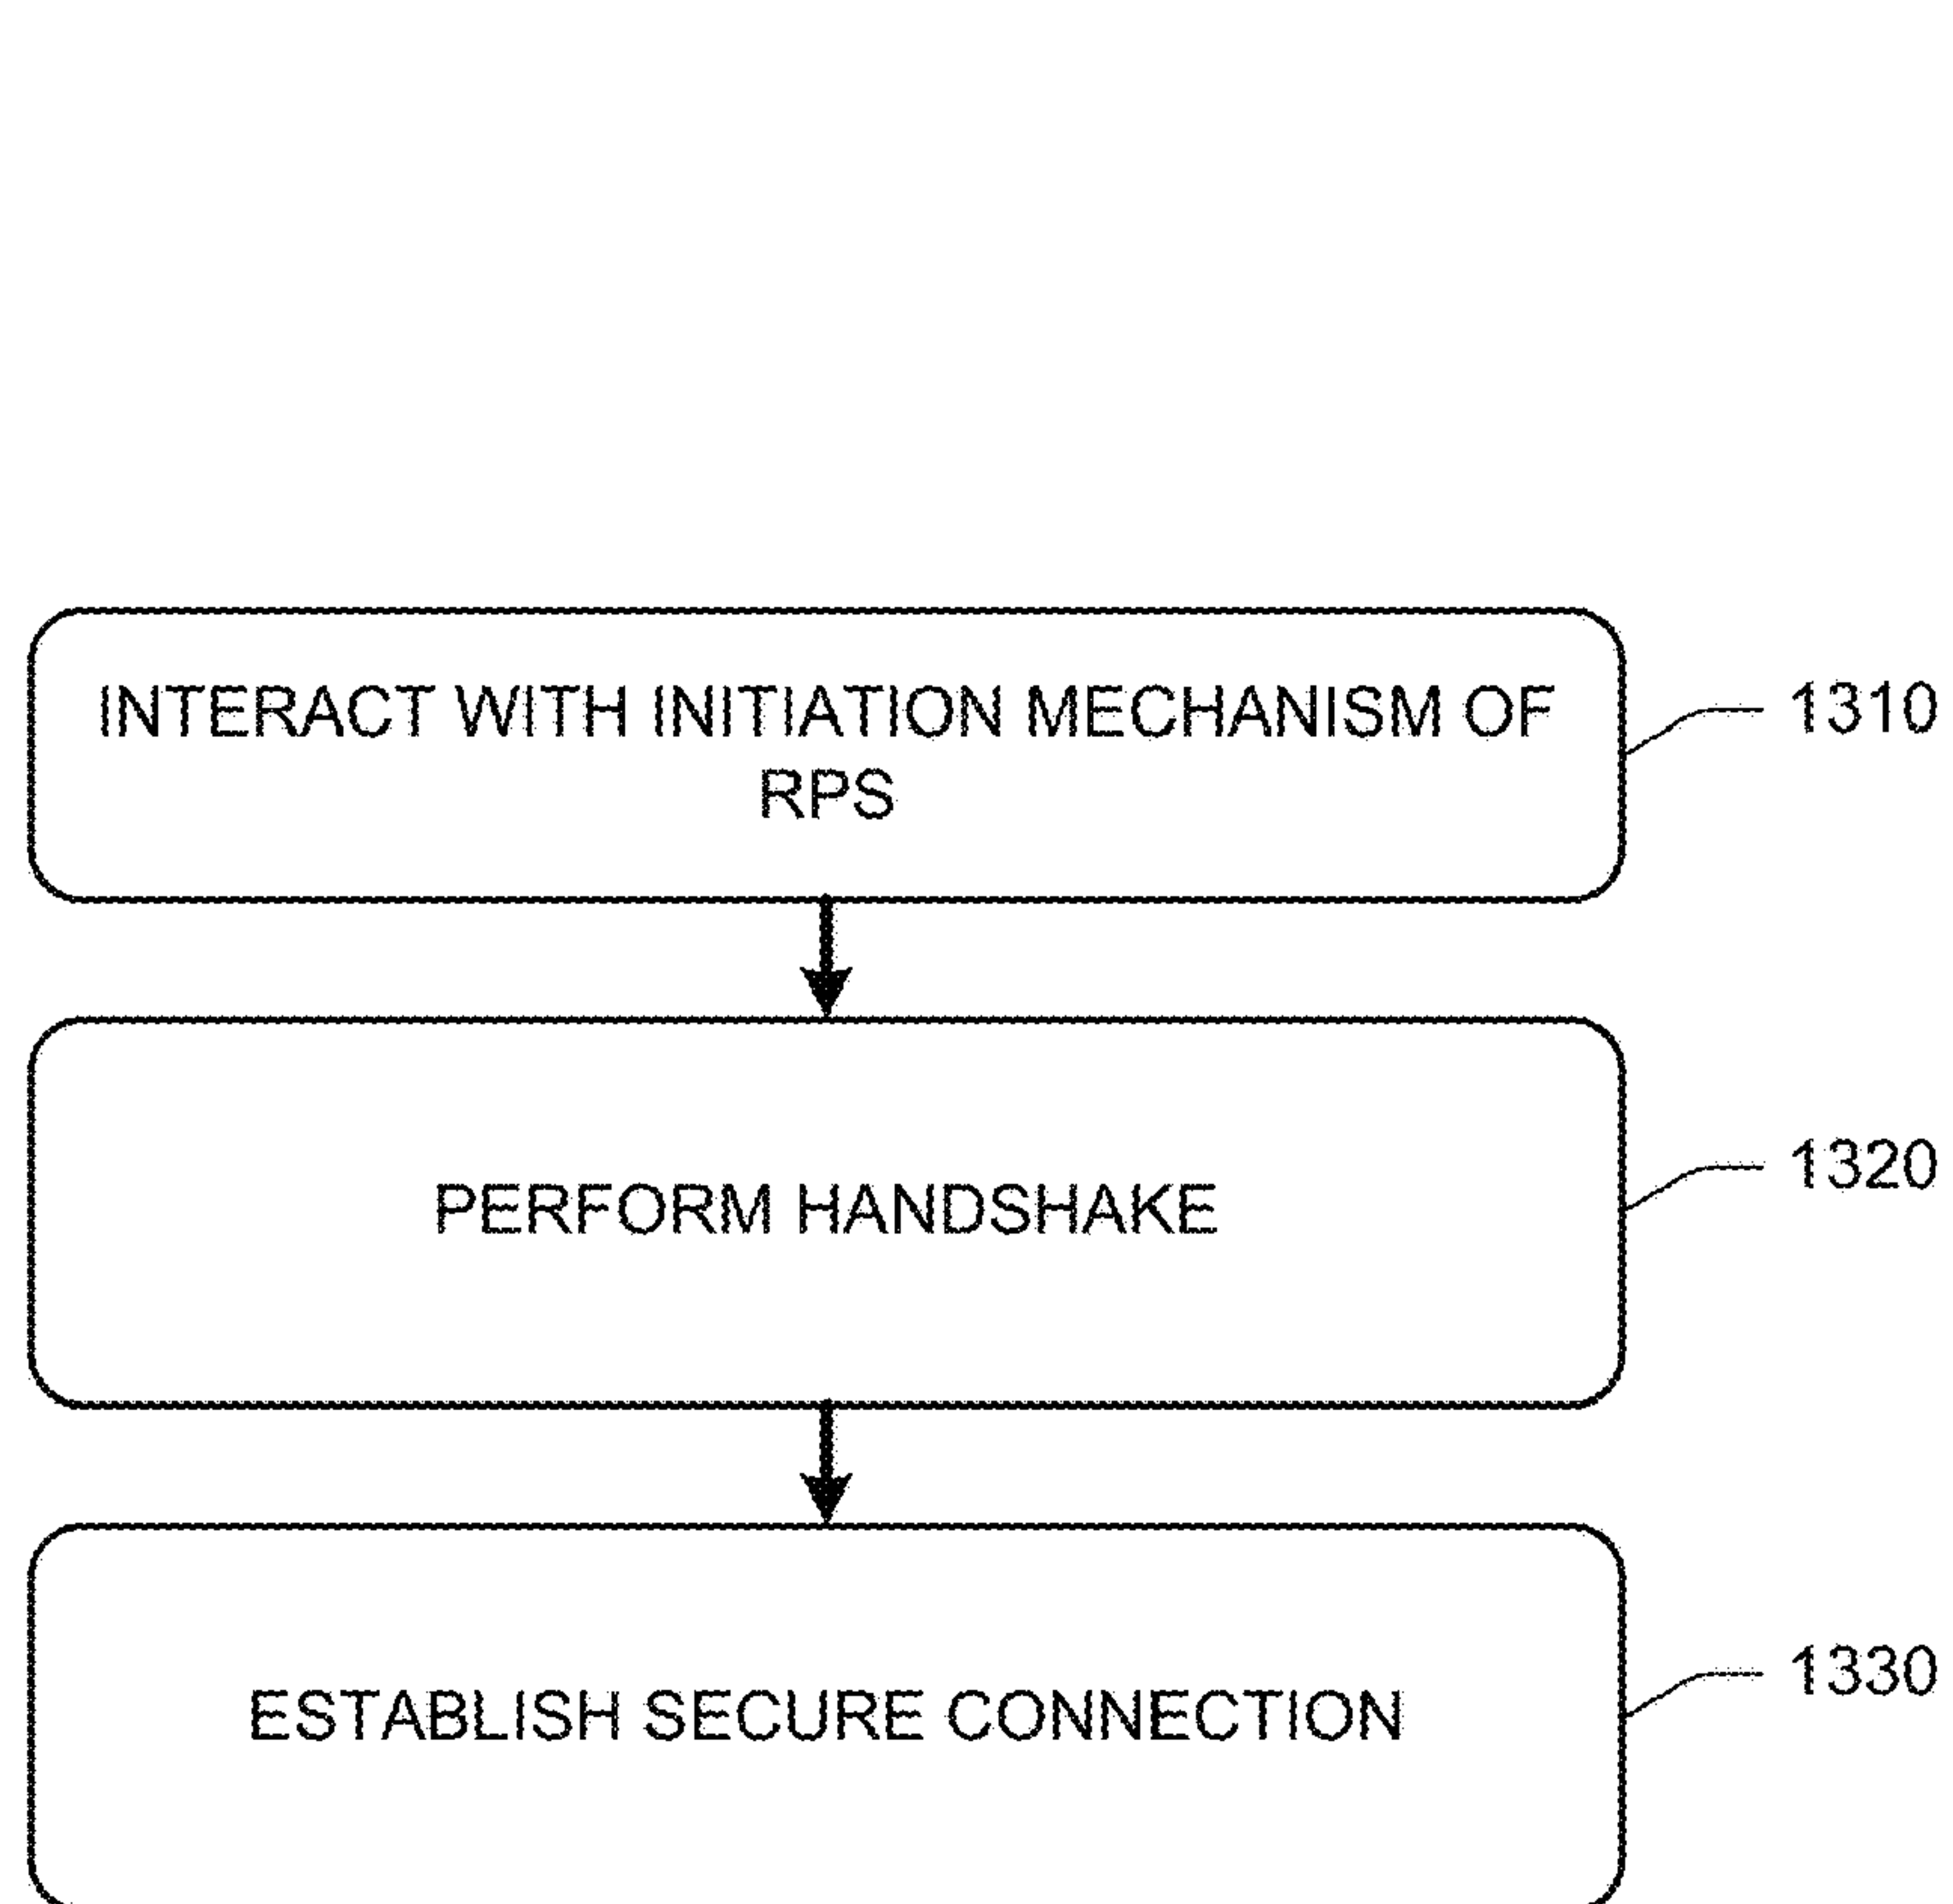 INTERACT WITH INITIATION MECHANISM OF
RPS
1310
PERFORM HANDSHAKE
1320
ESTABLISH SECURE CONNECTION
1330